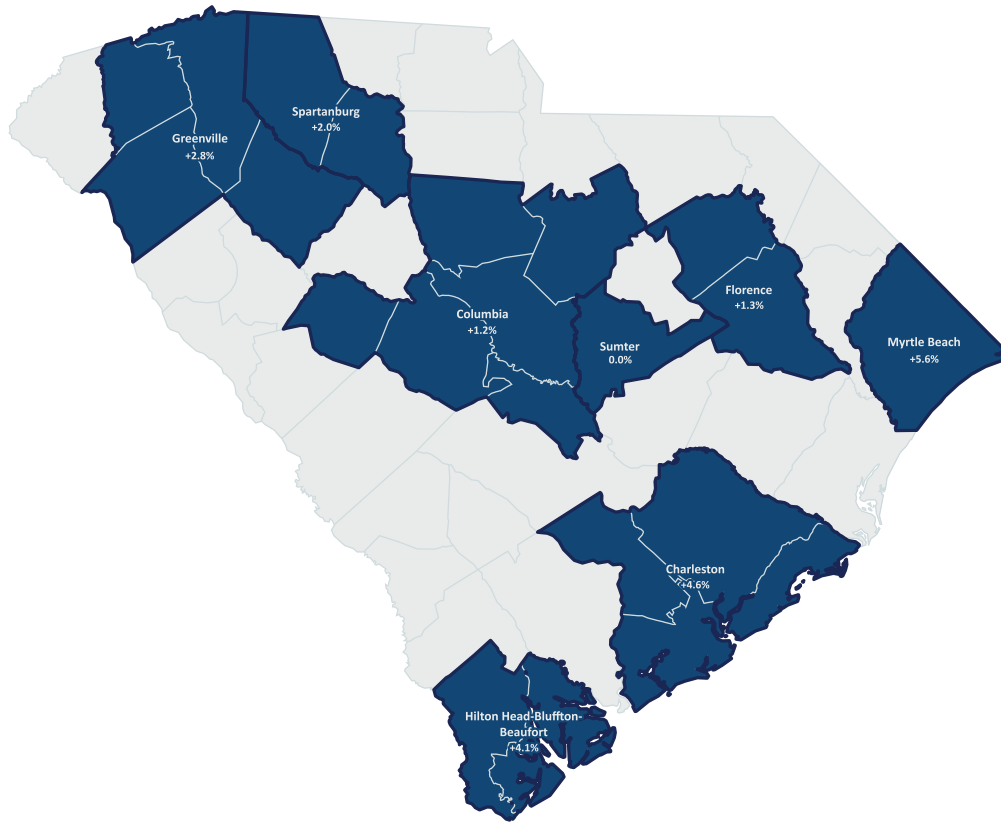 Spartanburg
+2.0%
Greenville
+2.8%
Florence
+1.3%
Columbia
+1.2%
Sumter
0.0%
Myrtle Beach
+5.6%
Charleston
+4.6%
Hilton Head-Bluffton-
Beaufort
+4.1%